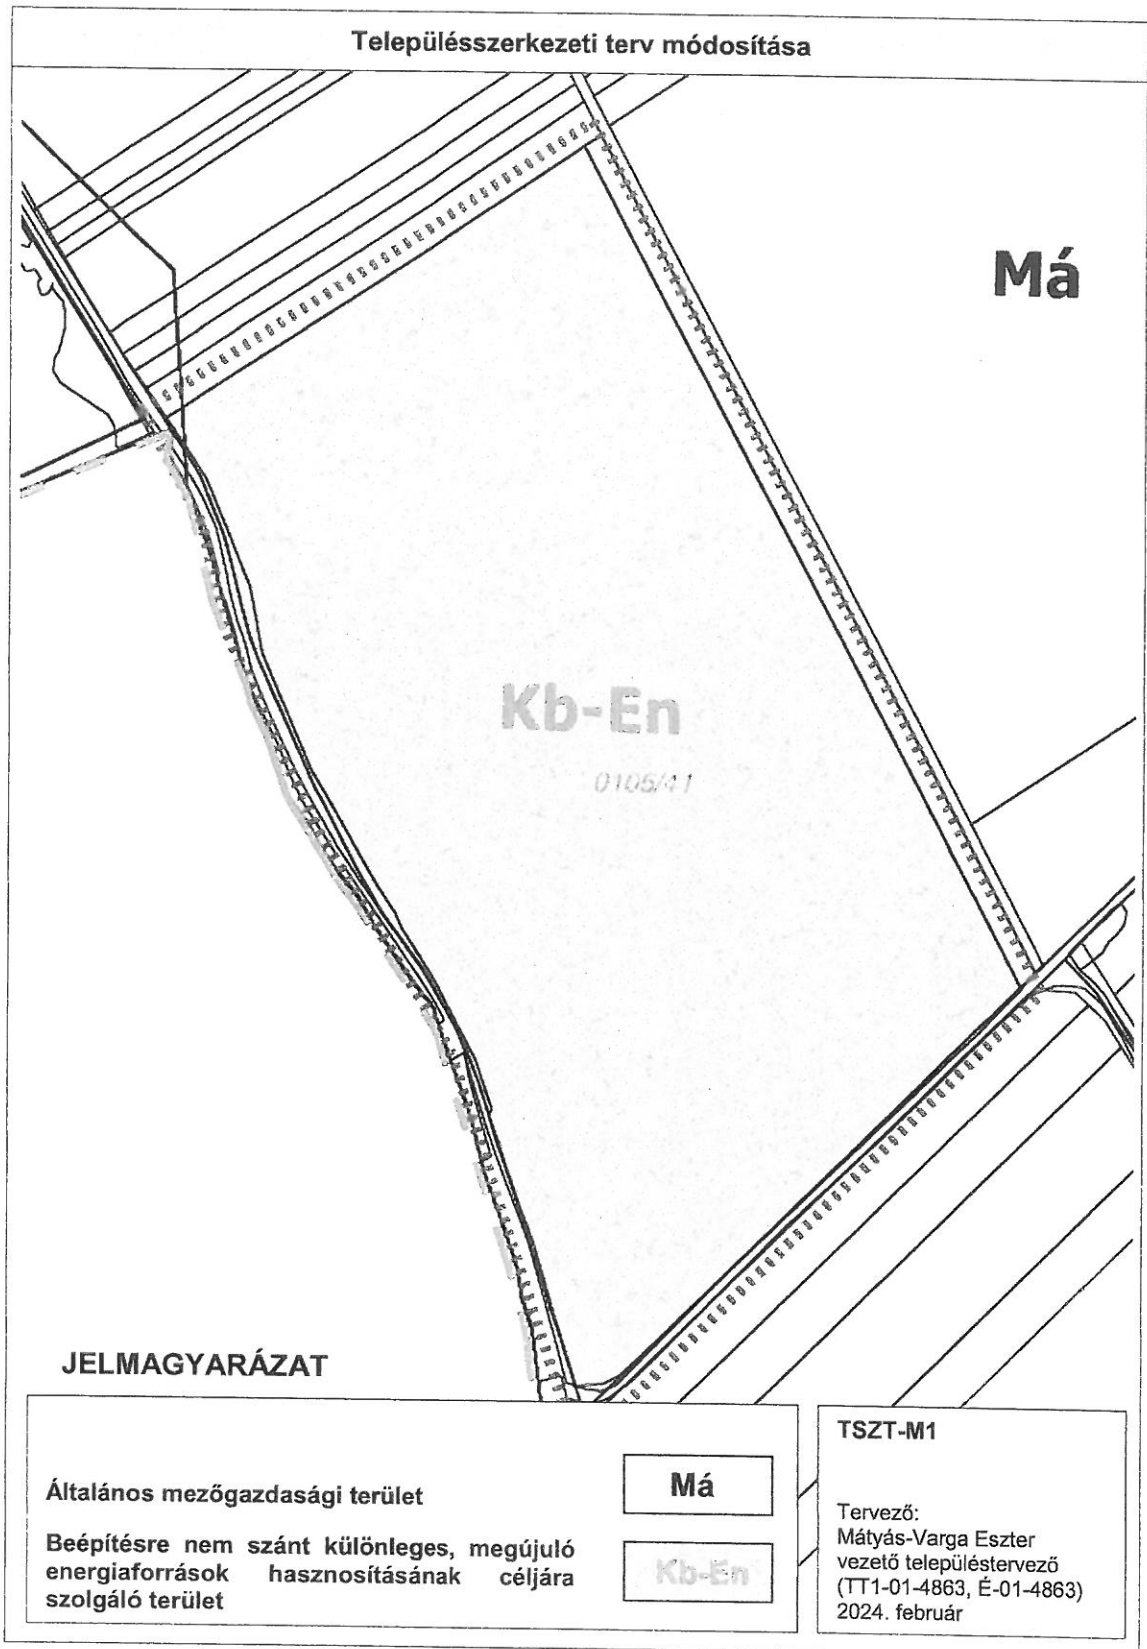 Településszerkezeti terv módosítása
Má
Kb-En
0105/41
JELMAGYARÁZAT
Általános mezőgazdasági terület
Má
Beépítésre nem szánt különleges, megújuló
energiaforrások hasznosításának céljára
szolgáló terület
Kb-En
TSZT-M1
Tervező:
Mátyás-Varga Eszter
vezető településtervező
(TT1-01-4863, É-01-4863)
2024. február